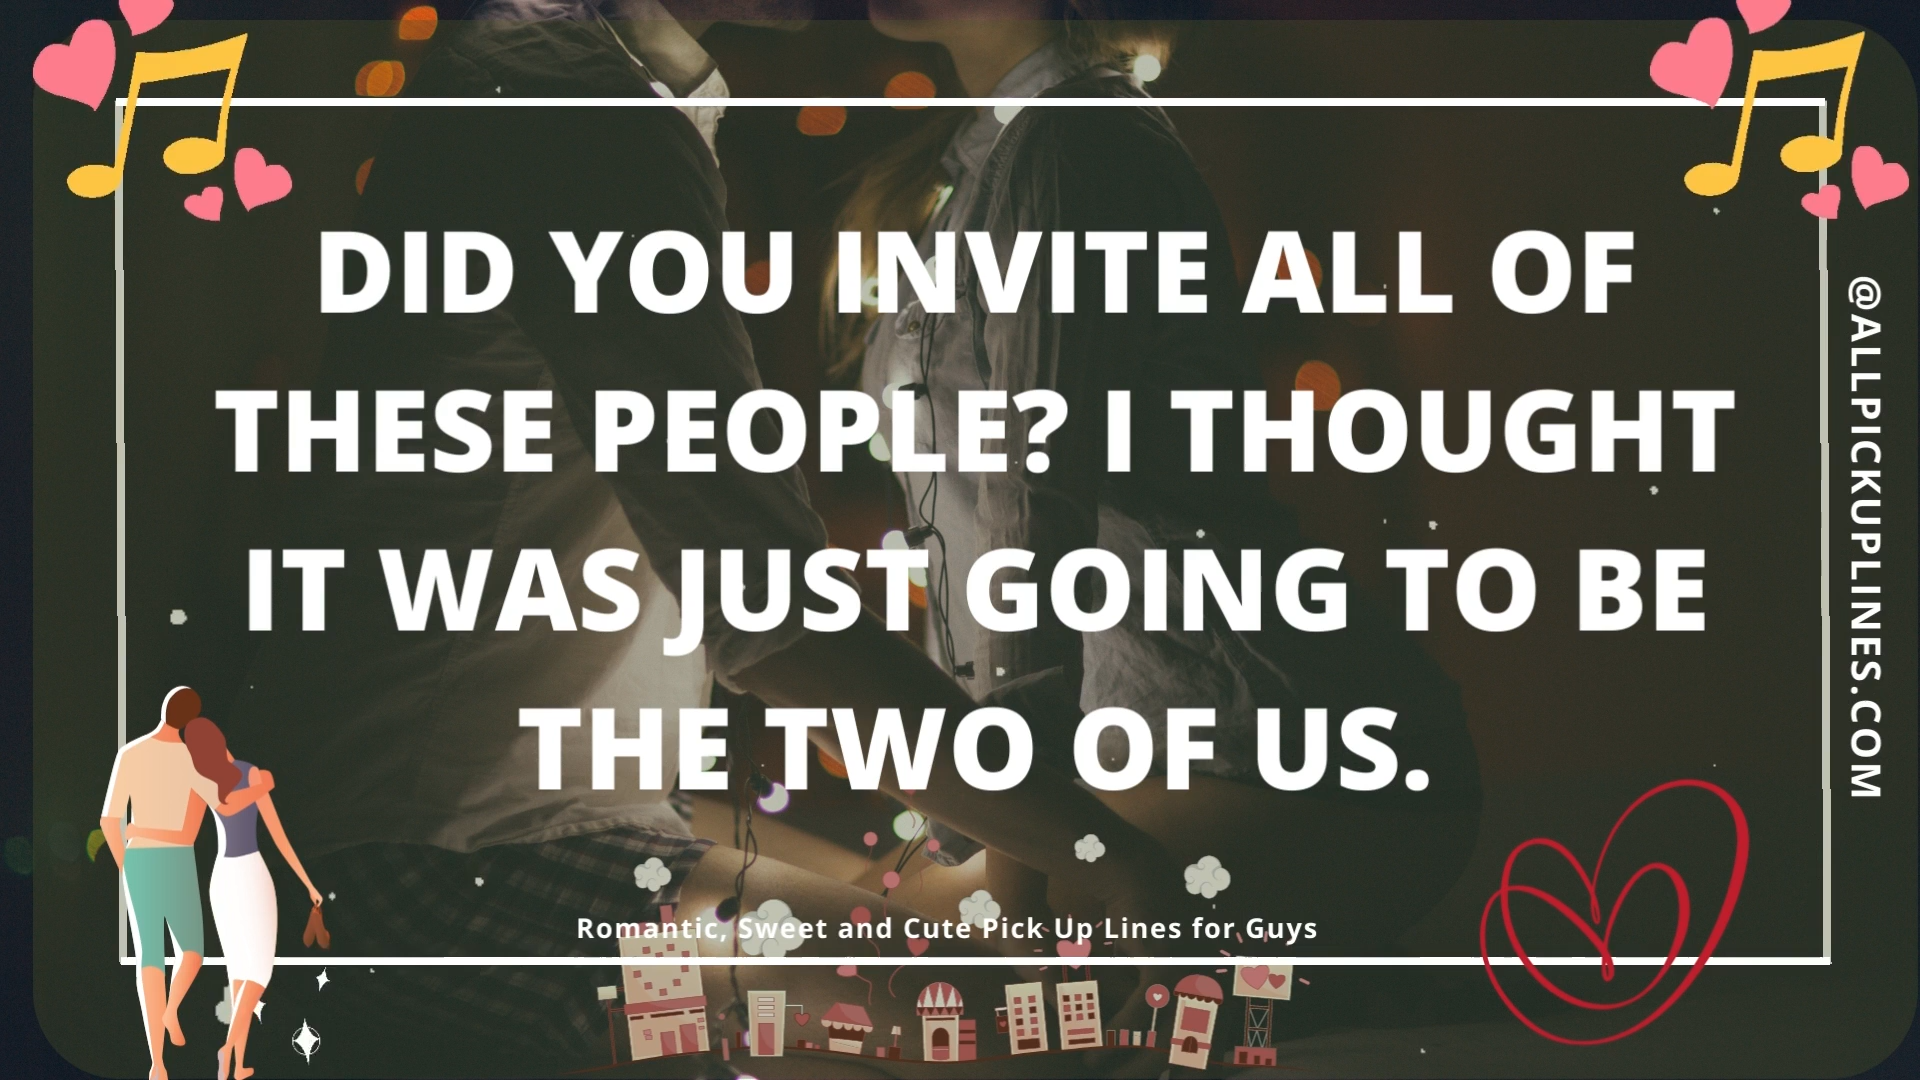 DID YOU INVITE ALL OF
THESE PEOPLE? I THOUGHT
IT WAS JUST GOING TO BE
THE TWO OF US.
Romantic, Sweet and Cute Pick Up Lines for Guys
@ALLPICKUPLINES.COM